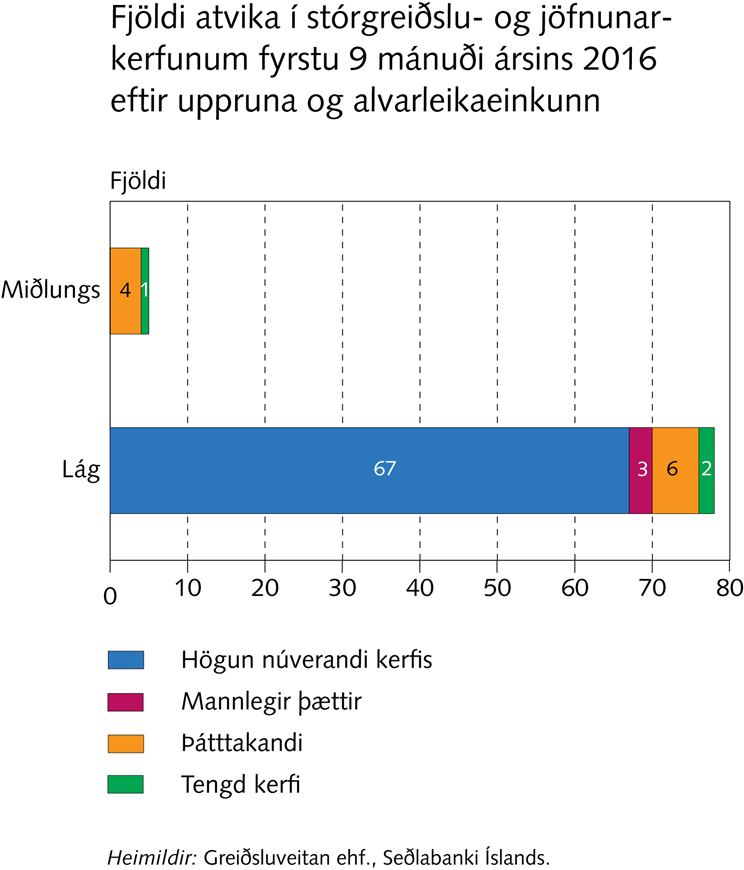 Fjöldi atvika í stórgreiðslu- og jöfnunar-
kerfunum fyrstu 9 mánuði ársins 2016
eftir uppruna og alvarleikaeinkunn
Fjöldi
Miðlungs
4
1
Lág
67
3
6
2
0
10
20
30
40
50
60
70
80
Högun núverandi kerfis
Mannlegir þættir
Þátttakandi
Tengd kerfi
Heimildir: Greiðsluveitan ehf., Seðlabanki Íslands.